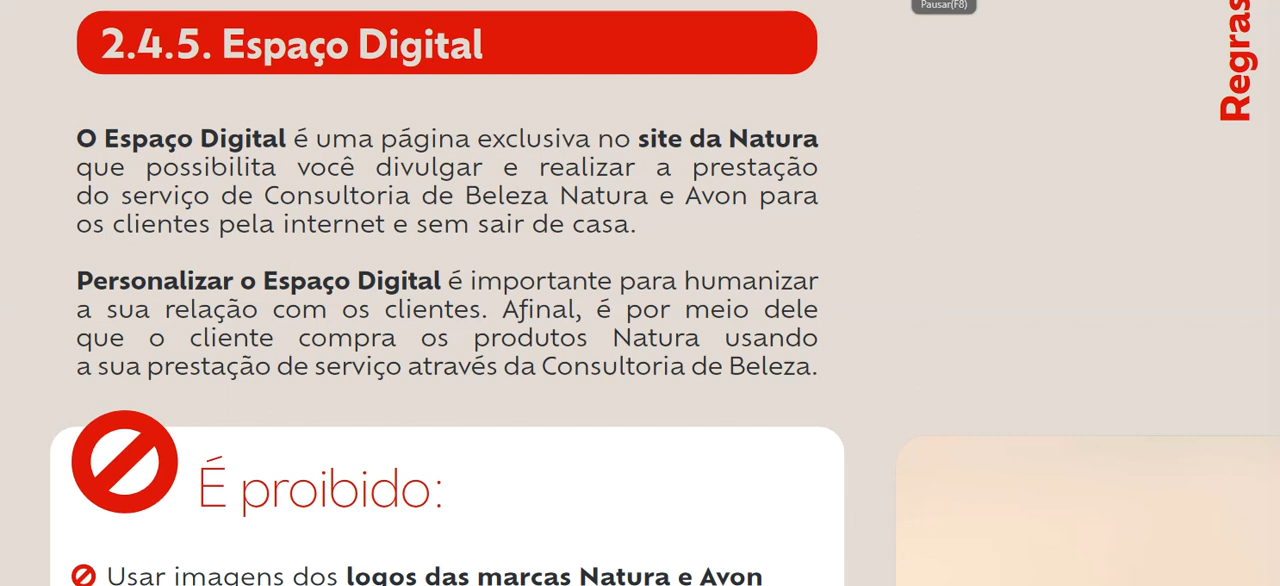 Pausar(F8)
Regras
2.4.5. Espaço Digital
O Espaço Digital é uma página exclusiva no site da Natura
que possibilita você divulgar e realizar a prestação
do serviço de Consultoria de Beleza Natura e Avon para
os clientes pela internet e sem sair de casa.
Personalizar o Espaço Digital é importante para humanizar
a sua relação com os clientes. Afinal, é por meio dele
que o cliente compra os produtos Natura usando
a sua prestação de serviço através da Consultoria de Beleza.
É proibido:
Usar imagens dos logos das marcas Natura e Avon